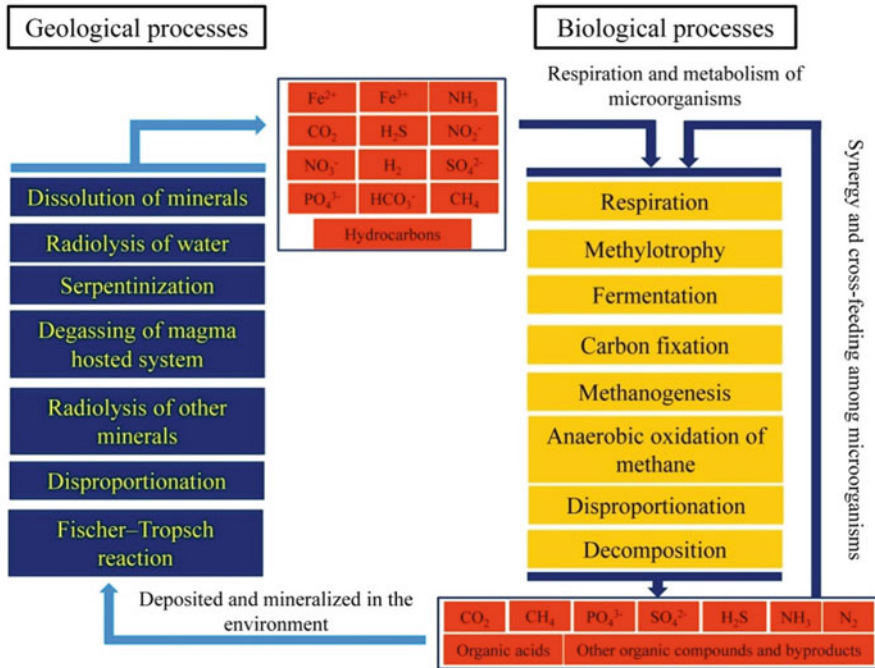 Geological processes
Biological processes
Respiration and metabolism of
microorganisms
Fe²⁺ Fe³⁺ NH₃
CO₂ H₂S NO₂⁻
NO₃⁻ H₂ SO₄²⁻
PO₄³⁻ HCO₃⁻ CH₄
Hydrocarbons
Dissolution of minerals
Radiolysis of water
Serpentinization
Degassing of magma
hosted system
Radiolysis of other
minerals
Disproportionation
Fischer–Tropsch
reaction
Respiration
Methylotrophy
Fermentation
Carbon fixation
Methanogenesis
Anaerobic oxidation of
methane
Disproportionation
Decomposition
Synergy and cross-feeding among microorganisms
Deposited and mineralized in the
environment
CO₂ CH₄ PO₄³⁻ SO₄²⁻ H₂S NH₃ N₂
Organic acids Other organic compounds and byproducts